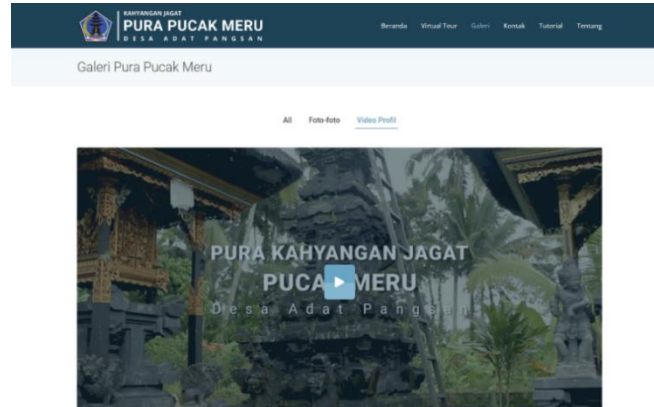 KAHYANGAN JAGAT
PURA PUCAK MERU
DESA ADAT PANGSAN
Beranda Virtual Tour Galeri Kontak Tutorial Tentang
Galeri Pura Pucak Meru
All Foto-foto Video Profil
PURA KAHYANGAN JAGAT
PUCAK MERU
Desa Adat Pangsan